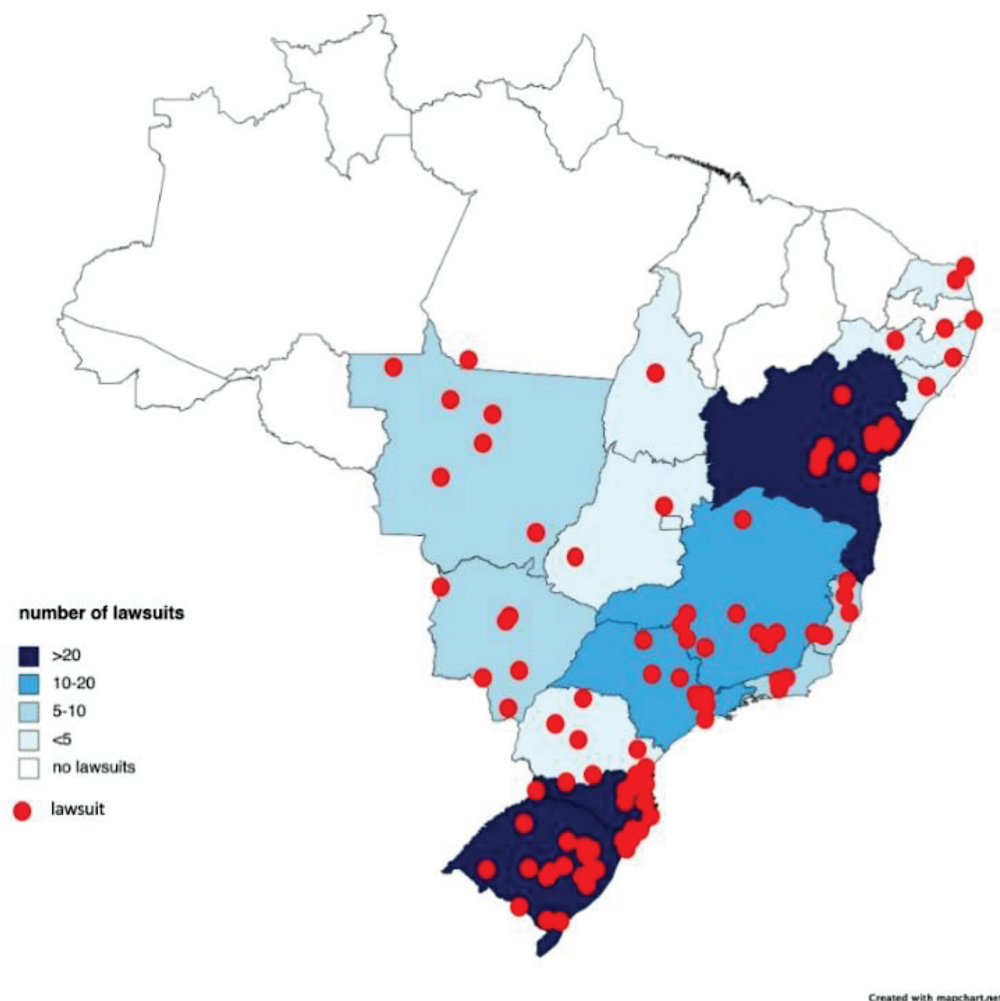 number of lawsuits
>20
10-20
5-10
<5
no lawsuits
lawsuit
Created with mapchart.net